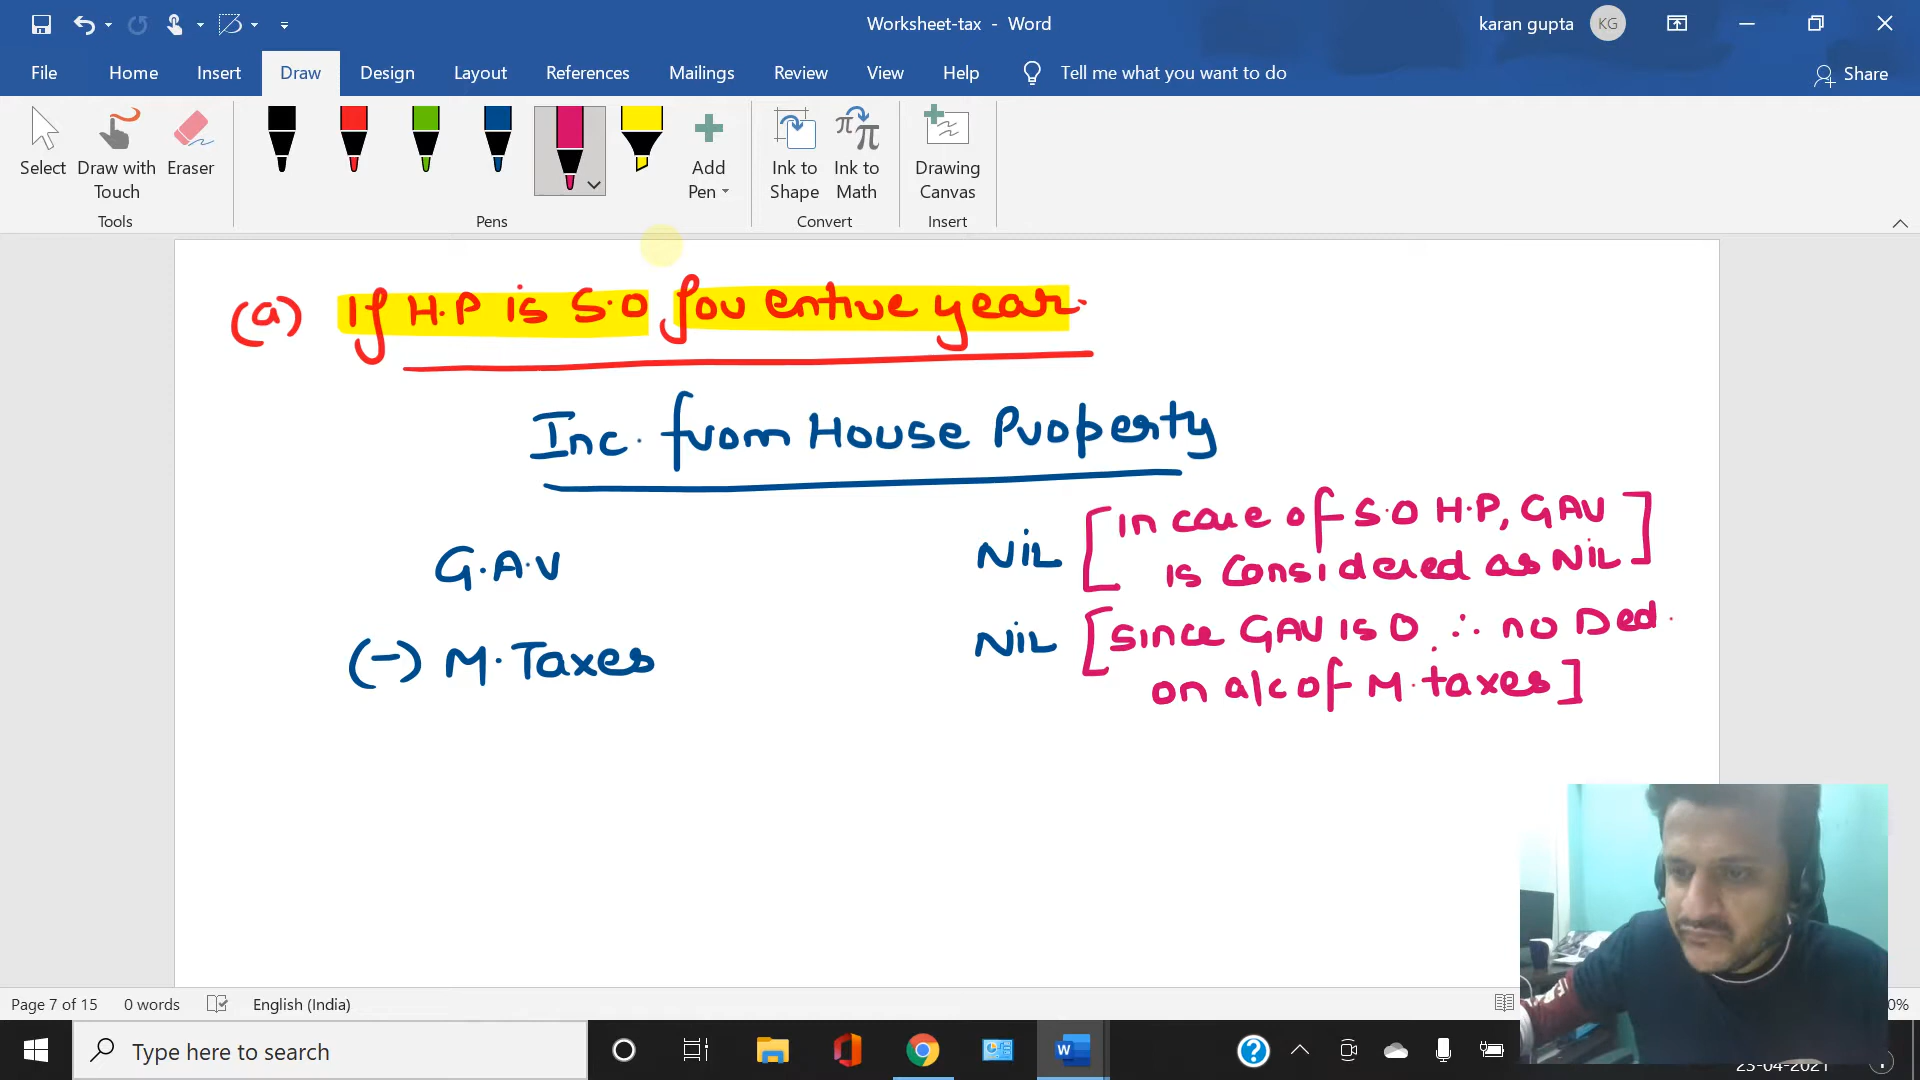 Worksheet-tax - Word
karan gupta
KG
File Home Insert Draw Design Layout References Mailings Review View Help Tell me what you want to do
Share
Select
Draw with Touch
Eraser
Add Pen
Ink to Shape
Ink to Math
Drawing Canvas
Tools
Pens
Convert
Insert
(a) If H.P is S.O for entire year.
Inc. from House Property
G.A.V NIL [In case of S.O H.P, GAV
is considered as NIL]
(-) M.Taxes NIL [since GAV is 0 ∴ no Ded.
on a/c of M.taxes]
Page 7 of 15 0 words English (India)
0%
Type here to search
23-04-2021